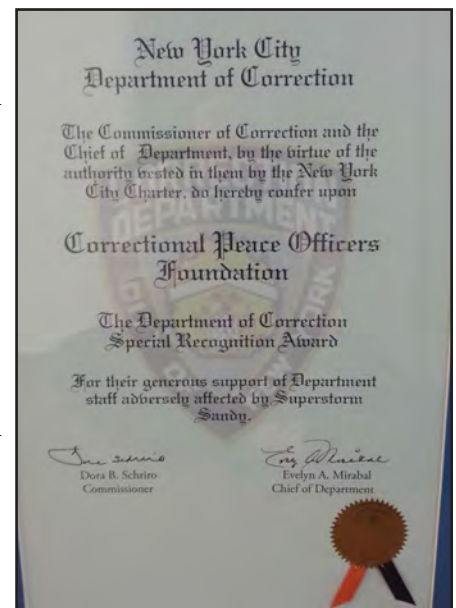 New York City
Department of Correction
The Commissioner of Correction and the
Chief of Department, by the virtue of the
authority vested in them by the New York
City Charter, do hereby confer upon
Correctional Peace Officers
Foundation
The Department of Correction
Special Recognition Award
For their generous support of Department
staff adversely affected by Superstorm
Sandy.
Dora B. Schriro
Commissioner
Evelyn A. Mirabal
Chief of Department